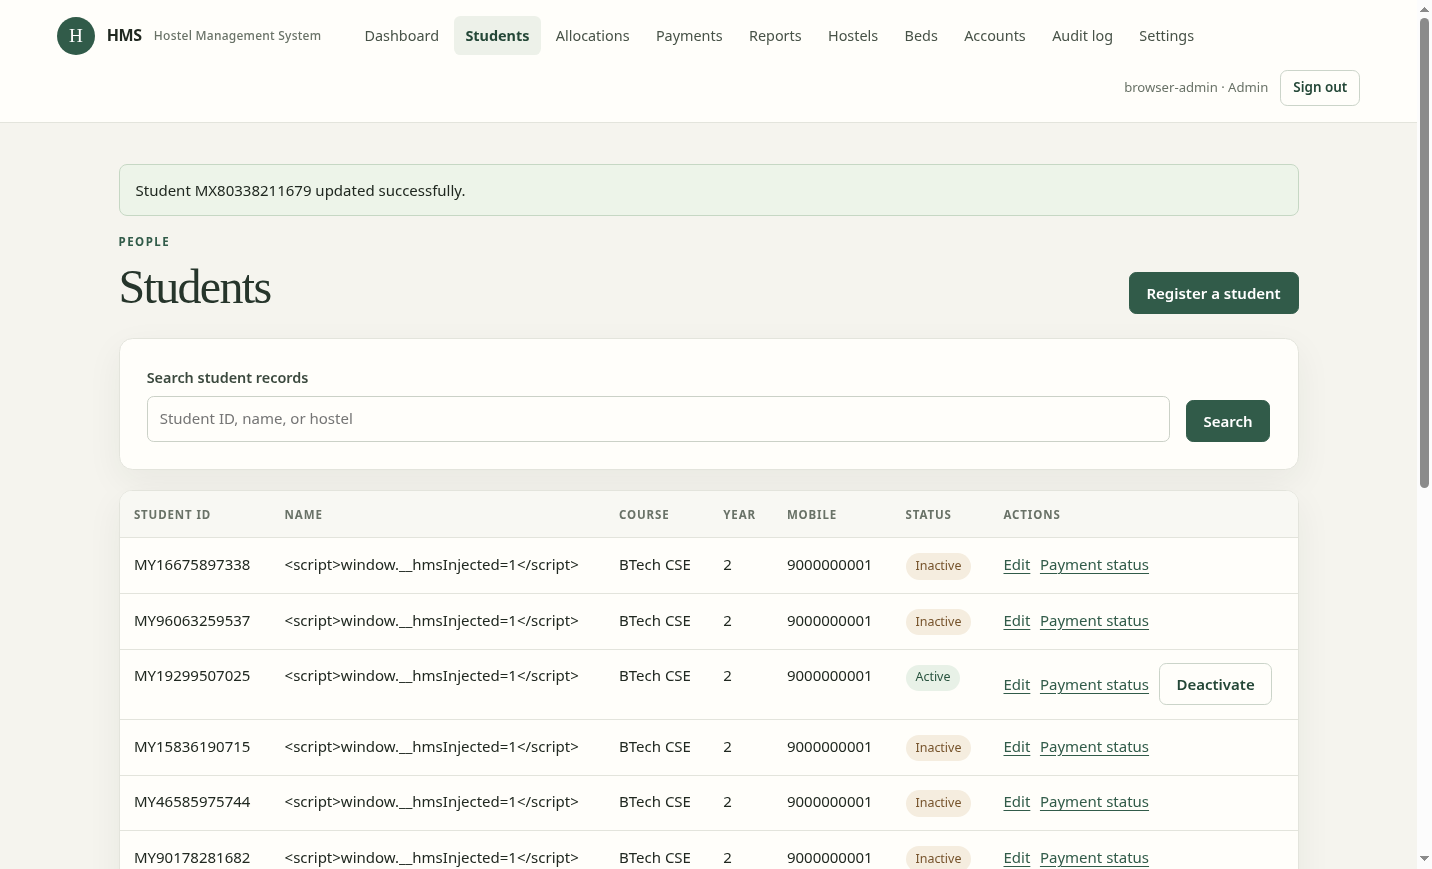 H HMS Hostel Management System Dashboard Students Allocations Payments Reports Hostels Beds Accounts Audit log Settings
browser-admin · Admin Sign out
Student MX80338211679 updated successfully.
PEOPLE
Students
Register a student
Search student records
Student ID, name, or hostel
Search
STUDENT ID NAME COURSE YEAR MOBILE STATUS ACTIONS
MY16675897338 <script>window.__hmsInjected=1</script> BTech CSE 2 9000000001 Inactive Edit Payment status
MY96063259537 <script>window.__hmsInjected=1</script> BTech CSE 2 9000000001 Inactive Edit Payment status
MY19299507025 <script>window.__hmsInjected=1</script> BTech CSE 2 9000000001 Active Edit Payment status Deactivate
MY15836190715 <script>window.__hmsInjected=1</script> BTech CSE 2 9000000001 Inactive Edit Payment status
MY46585975744 <script>window.__hmsInjected=1</script> BTech CSE 2 9000000001 Inactive Edit Payment status
MY90178281682 <script>window.__hmsInjected=1</script> BTech CSE 2 9000000001 Inactive Edit Payment status